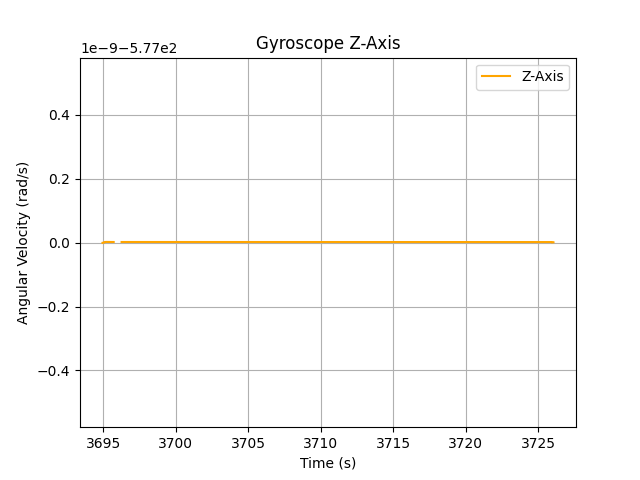 Gyroscope Z-Axis
1e−9−5.77e2
Z-Axis
Angular Velocity (rad/s)
0.4
0.2
0.0
−0.2
−0.4
3695 3700 3705 3710 3715 3720 3725
Time (s)